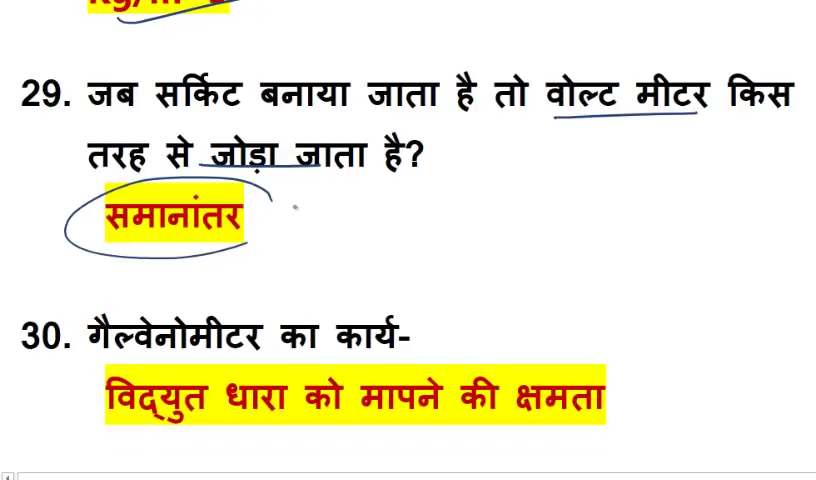 29. जब सर्किट बनाया जाता है तो वोल्ट मीटर किस
तरह से जोड़ा जाता है?
समानांतर
30. गैल्वेनोमीटर का कार्य-
विद्युत धारा को मापने की क्षमता